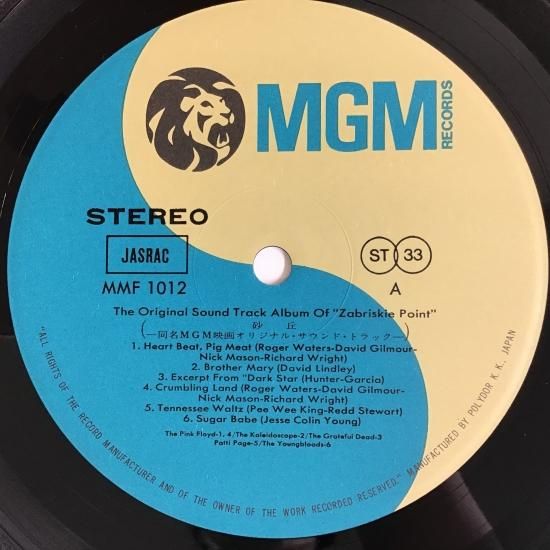 MGM
RECORDS
STEREO
JASRAC
MMF 1012
ST 33
A
The Original Sound Track Album Of "Zabriskie Point"
砂 丘
(一同名MGM映画オリジナル・サウンド・トラックー)
1. Heart Beat, Pig Meat (Roger Waters-David Gilmour-
Nick Mason-Richard Wright)
2. Brother Mary (David Lindley)
3. Excerpt From "Dark Star (Hunter-Garcia)
4. Crumbling Land (Roger Waters-David Gilmour-
Nick Mason-Richard Wright)
5. Tennessee Waltz (Pee Wee King-Redd Stewart)
6. Sugar Babe (Jesse Colin Young)
The Pink Floyd-1, 4/The Kaleidoscope-2/The Grateful Dead-3
Patti Page-5/The Youngbloods-6
"ALL RIGHTS OF THE RECORD MANUFACTURER AND OF THE OWNER OF THE WORK RECORDED RESERVED." MANUFACTURED BY POLYDOR K. K. JAPAN